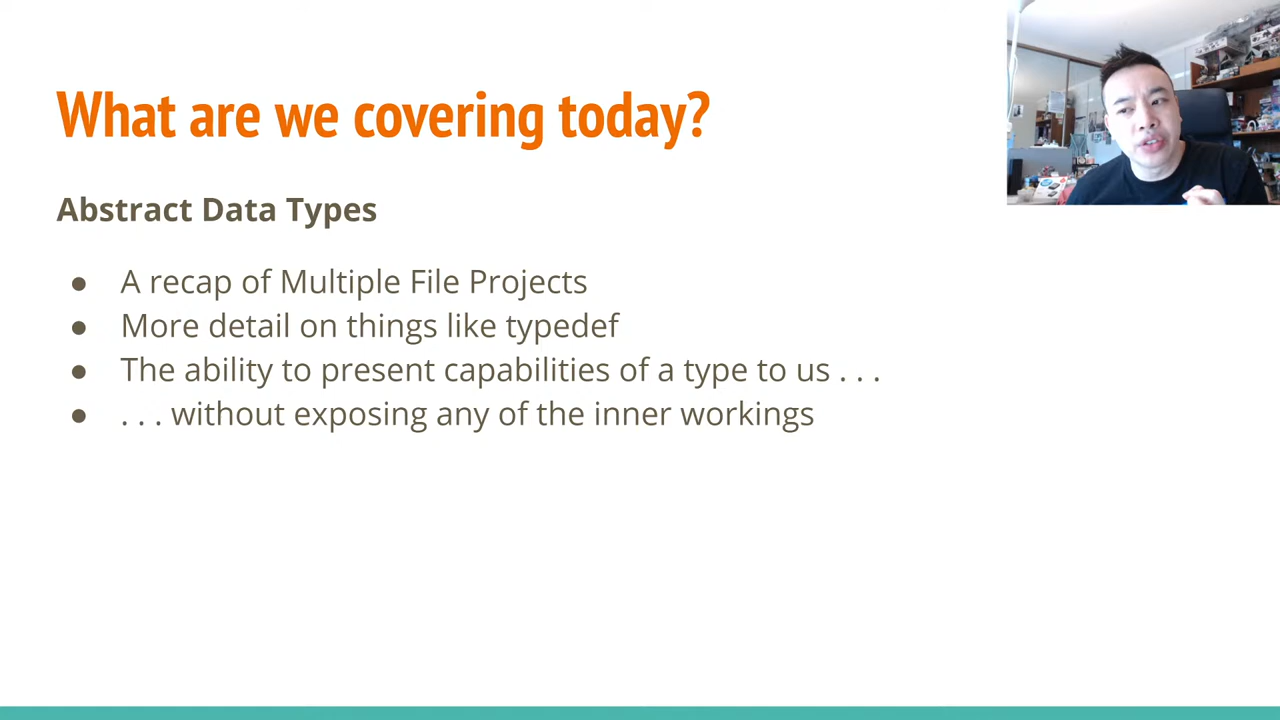 What are we covering today?
Abstract Data Types
● A recap of Multiple File Projects
● More detail on things like typedef
● The ability to present capabilities of a type to us . . .
● . . . without exposing any of the inner workings